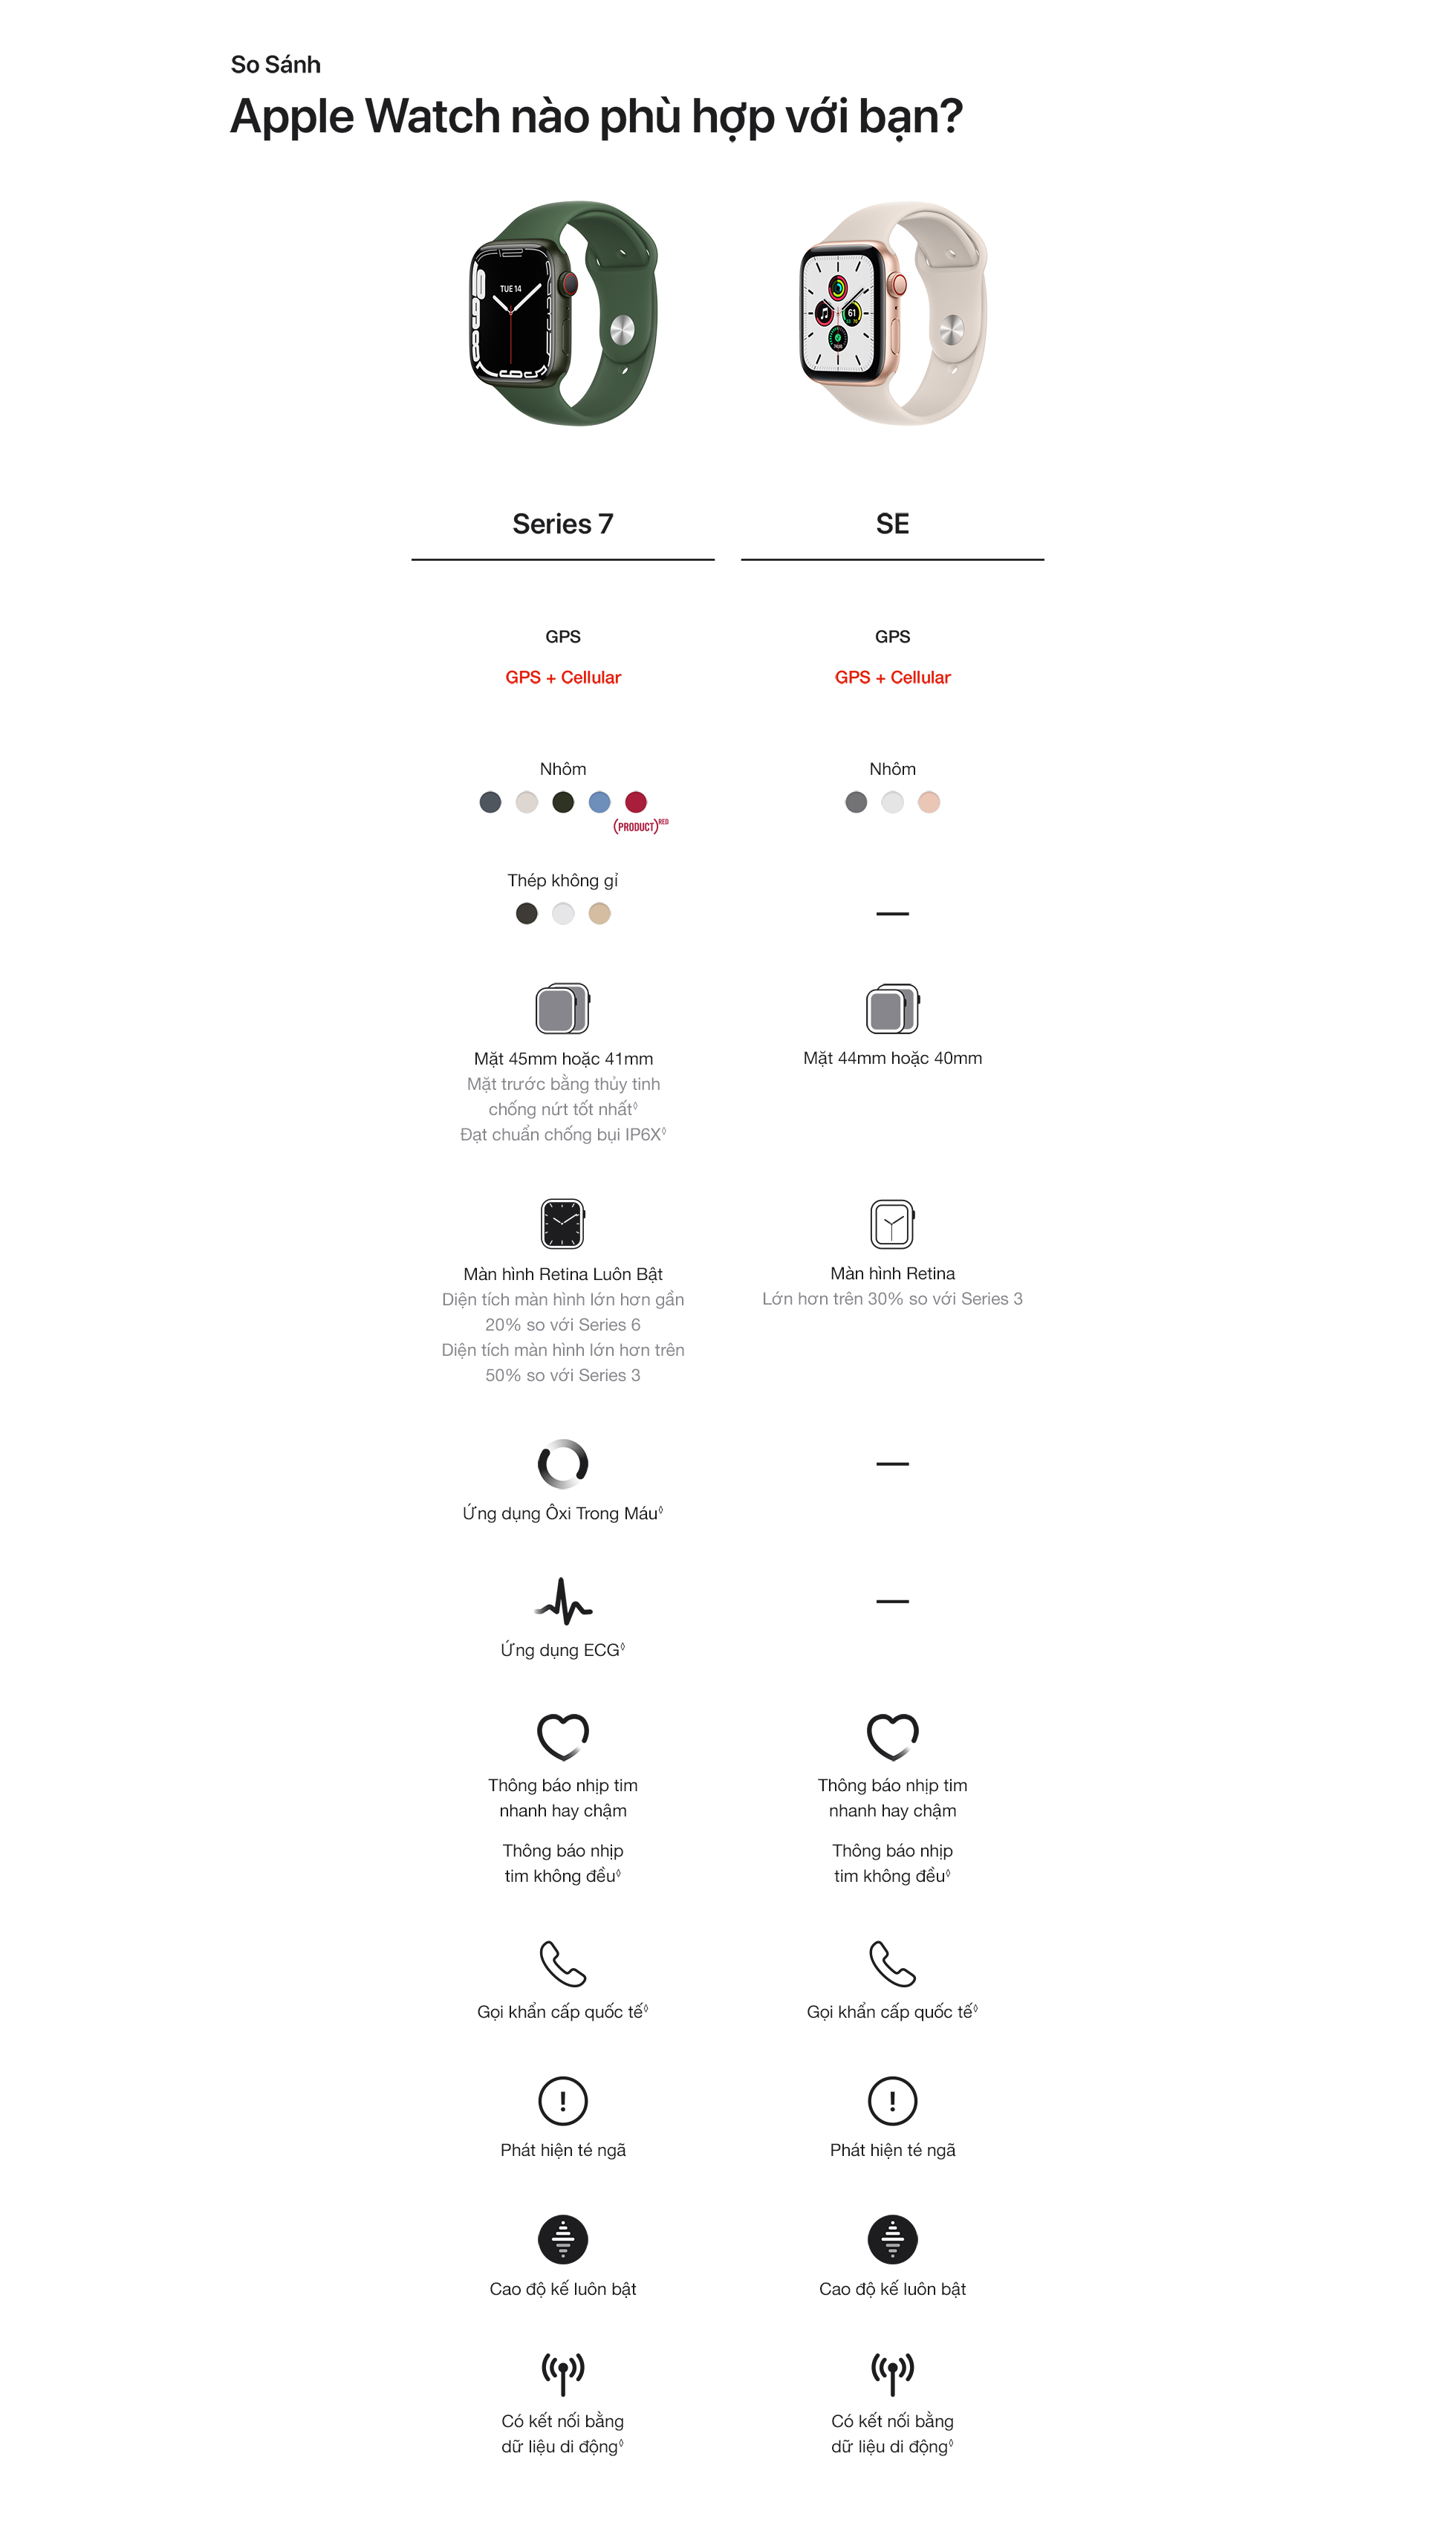 So Sánh
Apple Watch nào phù hợp với bạn?
TUE 14
61
Series 7
SE
GPS
GPS
GPS + Cellular
GPS + Cellular
Nhôm
Nhôm
(PRODUCT)RED
Thép không gỉ
—
Mặt 45mm hoặc 41mm
Mặt trước bằng thủy tinh
chống nứt tốt nhất◊
Đạt chuẩn chống bụi IP6X◊
Mặt 44mm hoặc 40mm
Màn hình Retina Luôn Bật
Diện tích màn hình lớn hơn gần
20% so với Series 6
Diện tích màn hình lớn hơn trên
50% so với Series 3
Màn hình Retina
Lớn hơn trên 30% so với Series 3
Ứng dụng Ôxi Trong Máu◊
—
Ứng dụng ECG◊
—
Thông báo nhịp tim
nhanh hay chậm
Thông báo nhịp
tim không đều◊
Thông báo nhịp tim
nhanh hay chậm
Thông báo nhịp
tim không đều◊
Gọi khẩn cấp quốc tế◊
Gọi khẩn cấp quốc tế◊
Phát hiện té ngã
Phát hiện té ngã
Cao độ kế luôn bật
Cao độ kế luôn bật
Có kết nối bằng
dữ liệu di động◊
Có kết nối bằng
dữ liệu di động◊